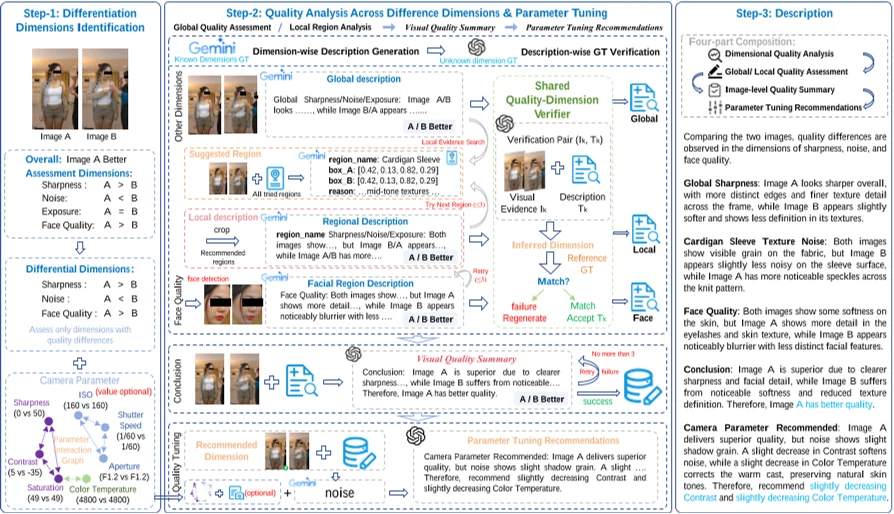 Step-1: Differentiation
Dimensions Identification
Image A
Image B
Overall: Image A Better
Assessment Dimensions:
Sharpness : A > B
Noise: A < B
Exposure: A = B
Face Quality: A > B
Differential Dimensions:
Sharpness : A > B
Noise : A < B
Face Quality : A > B
Assess only dimensions with
quality differences
Camera Parameter
ISO (value optional)
(160 vs 160)
Sharpness
(0 vs 50)
Shutter
Speed
(1/60 vs
1/60)
Parameter
Interaction
Graph
Contrast
(5 vs -35)
Aperture
(F1.2 vs F1.2)
Saturation
(49 vs 49)
Color Temperature
(4800 vs 4800)
Step-2: Quality Analysis Across Difference Dimensions & Parameter Tuning
Global Quality Assessment / Local Region Analysis
Visual Quality Summary
Parameter Tuning Recommendations
Gemini
Known Dimensions GT
Dimension-wise Description Generation
Unknown dimension GT
Description-wise GT Verification
Other Dimensions
Gemini
Global description
Global Sharpness/Noise/Exposure: Image A/B
looks ……, while Image B/A appears …....
A / B Better
Local Evidence Search
Suggested Region
Gemini
All tried regions
region_name: Cardigan Sleeve
box_A: [0.42, 0.13, 0.82, 0.29]
box_B: [0.42, 0.13, 0.82, 0.29]
reason: …mid-tone textures …
Try Next Region (≤3)
Local description
Gemini
Regional Description
crop
Recommended
regions
region_name Sharpness/Noise/Exposure: Both
images show…, but Image B/A appears…,
while Image A/B has more….
A / B Better
Retry
(≤3)
Face Quality
face detection
Gemini
Facial Region Description
Face Quality: Both images show…, but Image A
shows more detail…, while Image B appears
noticeably blurrier with less ….
A / B Better
Shared
Quality-Dimension
Verifier
Verification Pair (Ik, Tk)
Visual
Evidence Ik
Description
Tk
Inferred Dimension
Reference
GT
Match?
failure
Regenerate
Match
Accept Tk
Global
Local
Face
Conclusion
Visual Quality Summary
Conclusion: Image A is superior due to clearer
sharpness…, while Image B suffers from noticeable….
Therefore, Image A has better quality.
A / B Better
No more than 3
Retry
failure
success
Quality Tuning
Recommended
Dimension
(optional)
noise
Parameter Tuning Recommendations
Camera Parameter Recommended: Image A delivers superior
quality, but noise shows slight shadow grain. A slight ….
Therefore, recommend slightly decreasing Contrast and
slightly decreasing Color Temperature.
Step-3: Description
Four-part Composition:
Dimensional Quality Analysis
Global/ Local Quality Assessment
Image-level Quality Summary
Parameter Tuning Recommendations
Comparing the two images, quality differences are
observed in the dimensions of sharpness, noise, and
face quality.
Global Sharpness: Image A looks sharper overall,
with more distinct edges and finer texture detail
across the frame, while Image B appears slightly
softer and shows less definition in its textures.
Cardigan Sleeve Texture Noise: Both images
show visible grain on the fabric, but Image B
appears slightly less noisy on the sleeve surface,
while Image A has more noticeable speckles across
the knit pattern.
Face Quality: Both images show some softness on
the skin, but Image A shows more detail in the
eyelashes and skin texture, while Image B appears
noticeably blurrier with less distinct facial features.
Conclusion: Image A is superior due to clearer
sharpness and facial detail, while Image B suffers
from noticeable softness and reduced texture
definition. Therefore, Image A has better quality.
Camera Parameter Recommended: Image A
delivers superior quality, but noise shows slight
shadow grain. A slight decrease in Contrast softens
noise, while a slight decrease in Color Temperature
corrects the warm cast, preserving natural skin
tones. Therefore, recommend slightly decreasing
Contrast and slightly decreasing Color Temperature.